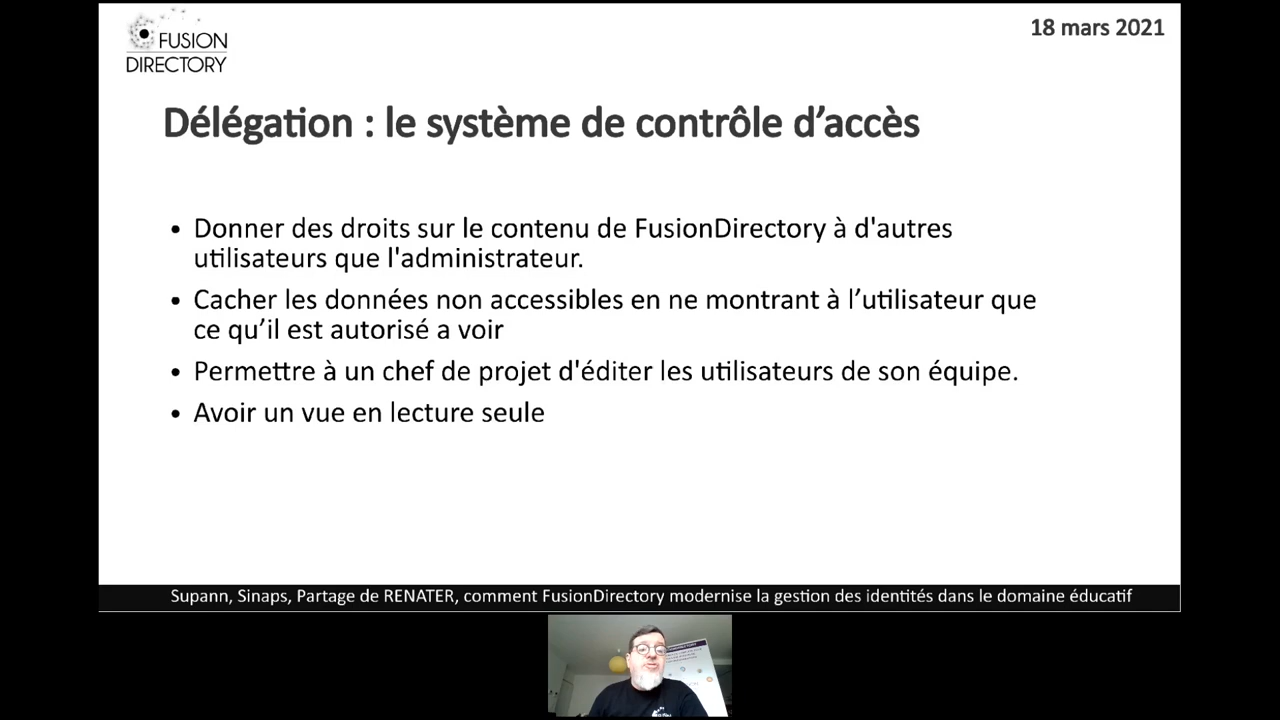 FUSION
DIRECTORY
18 mars 2021
Délégation : le système de contrôle d’accès
• Donner des droits sur le contenu de FusionDirectory à d'autres
utilisateurs que l'administrateur.
• Cacher les données non accessibles en ne montrant à l’utilisateur que
ce qu’il est autorisé a voir
• Permettre à un chef de projet d'éditer les utilisateurs de son équipe.
• Avoir un vue en lecture seule
Supann, Sinaps, Partage de RENATER, comment FusionDirectory modernise la gestion des identités dans le domaine éducatif